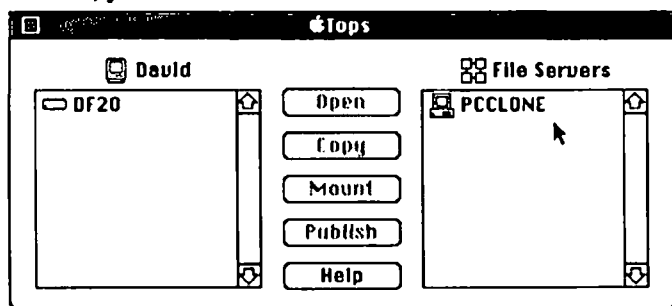 Tops
David
File Servers
DF20
PCCLONE
Open
Copy
Mount
Publish
Help